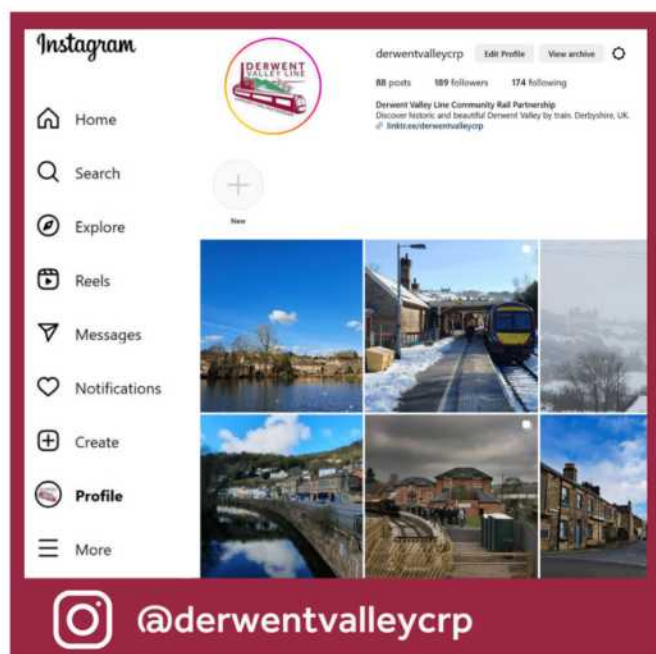 Instagram
Home
Search
Explore
Reels
Messages
Notifications
Create
Profile
More
DERWENT
VALLEY LINE
derwentvalleycrp Edit Profile View archive
88 posts 189 followers 174 following
Derwent Valley Line Community Rail Partnership
Discover historic and beautiful Derwent Valley by train. Derbyshire, UK.
linktr.ee/derwentvalleycrp
New
@derwentvalleycrp